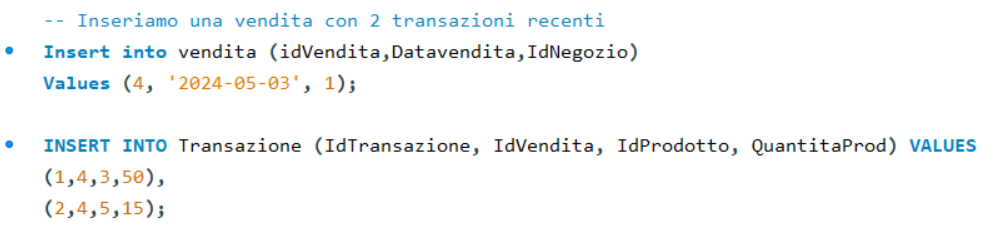 -- Inseriamo una vendita con 2 transazioni recenti
Insert into vendita (idVendita,Datavendita,IdNegozio)
Values (4, '2024-05-03', 1);
INSERT INTO Transazione (IdTransazione, IdVendita, IdProdotto, QuantitaProd) VALUES
(1,4,3,50),
(2,4,5,15);